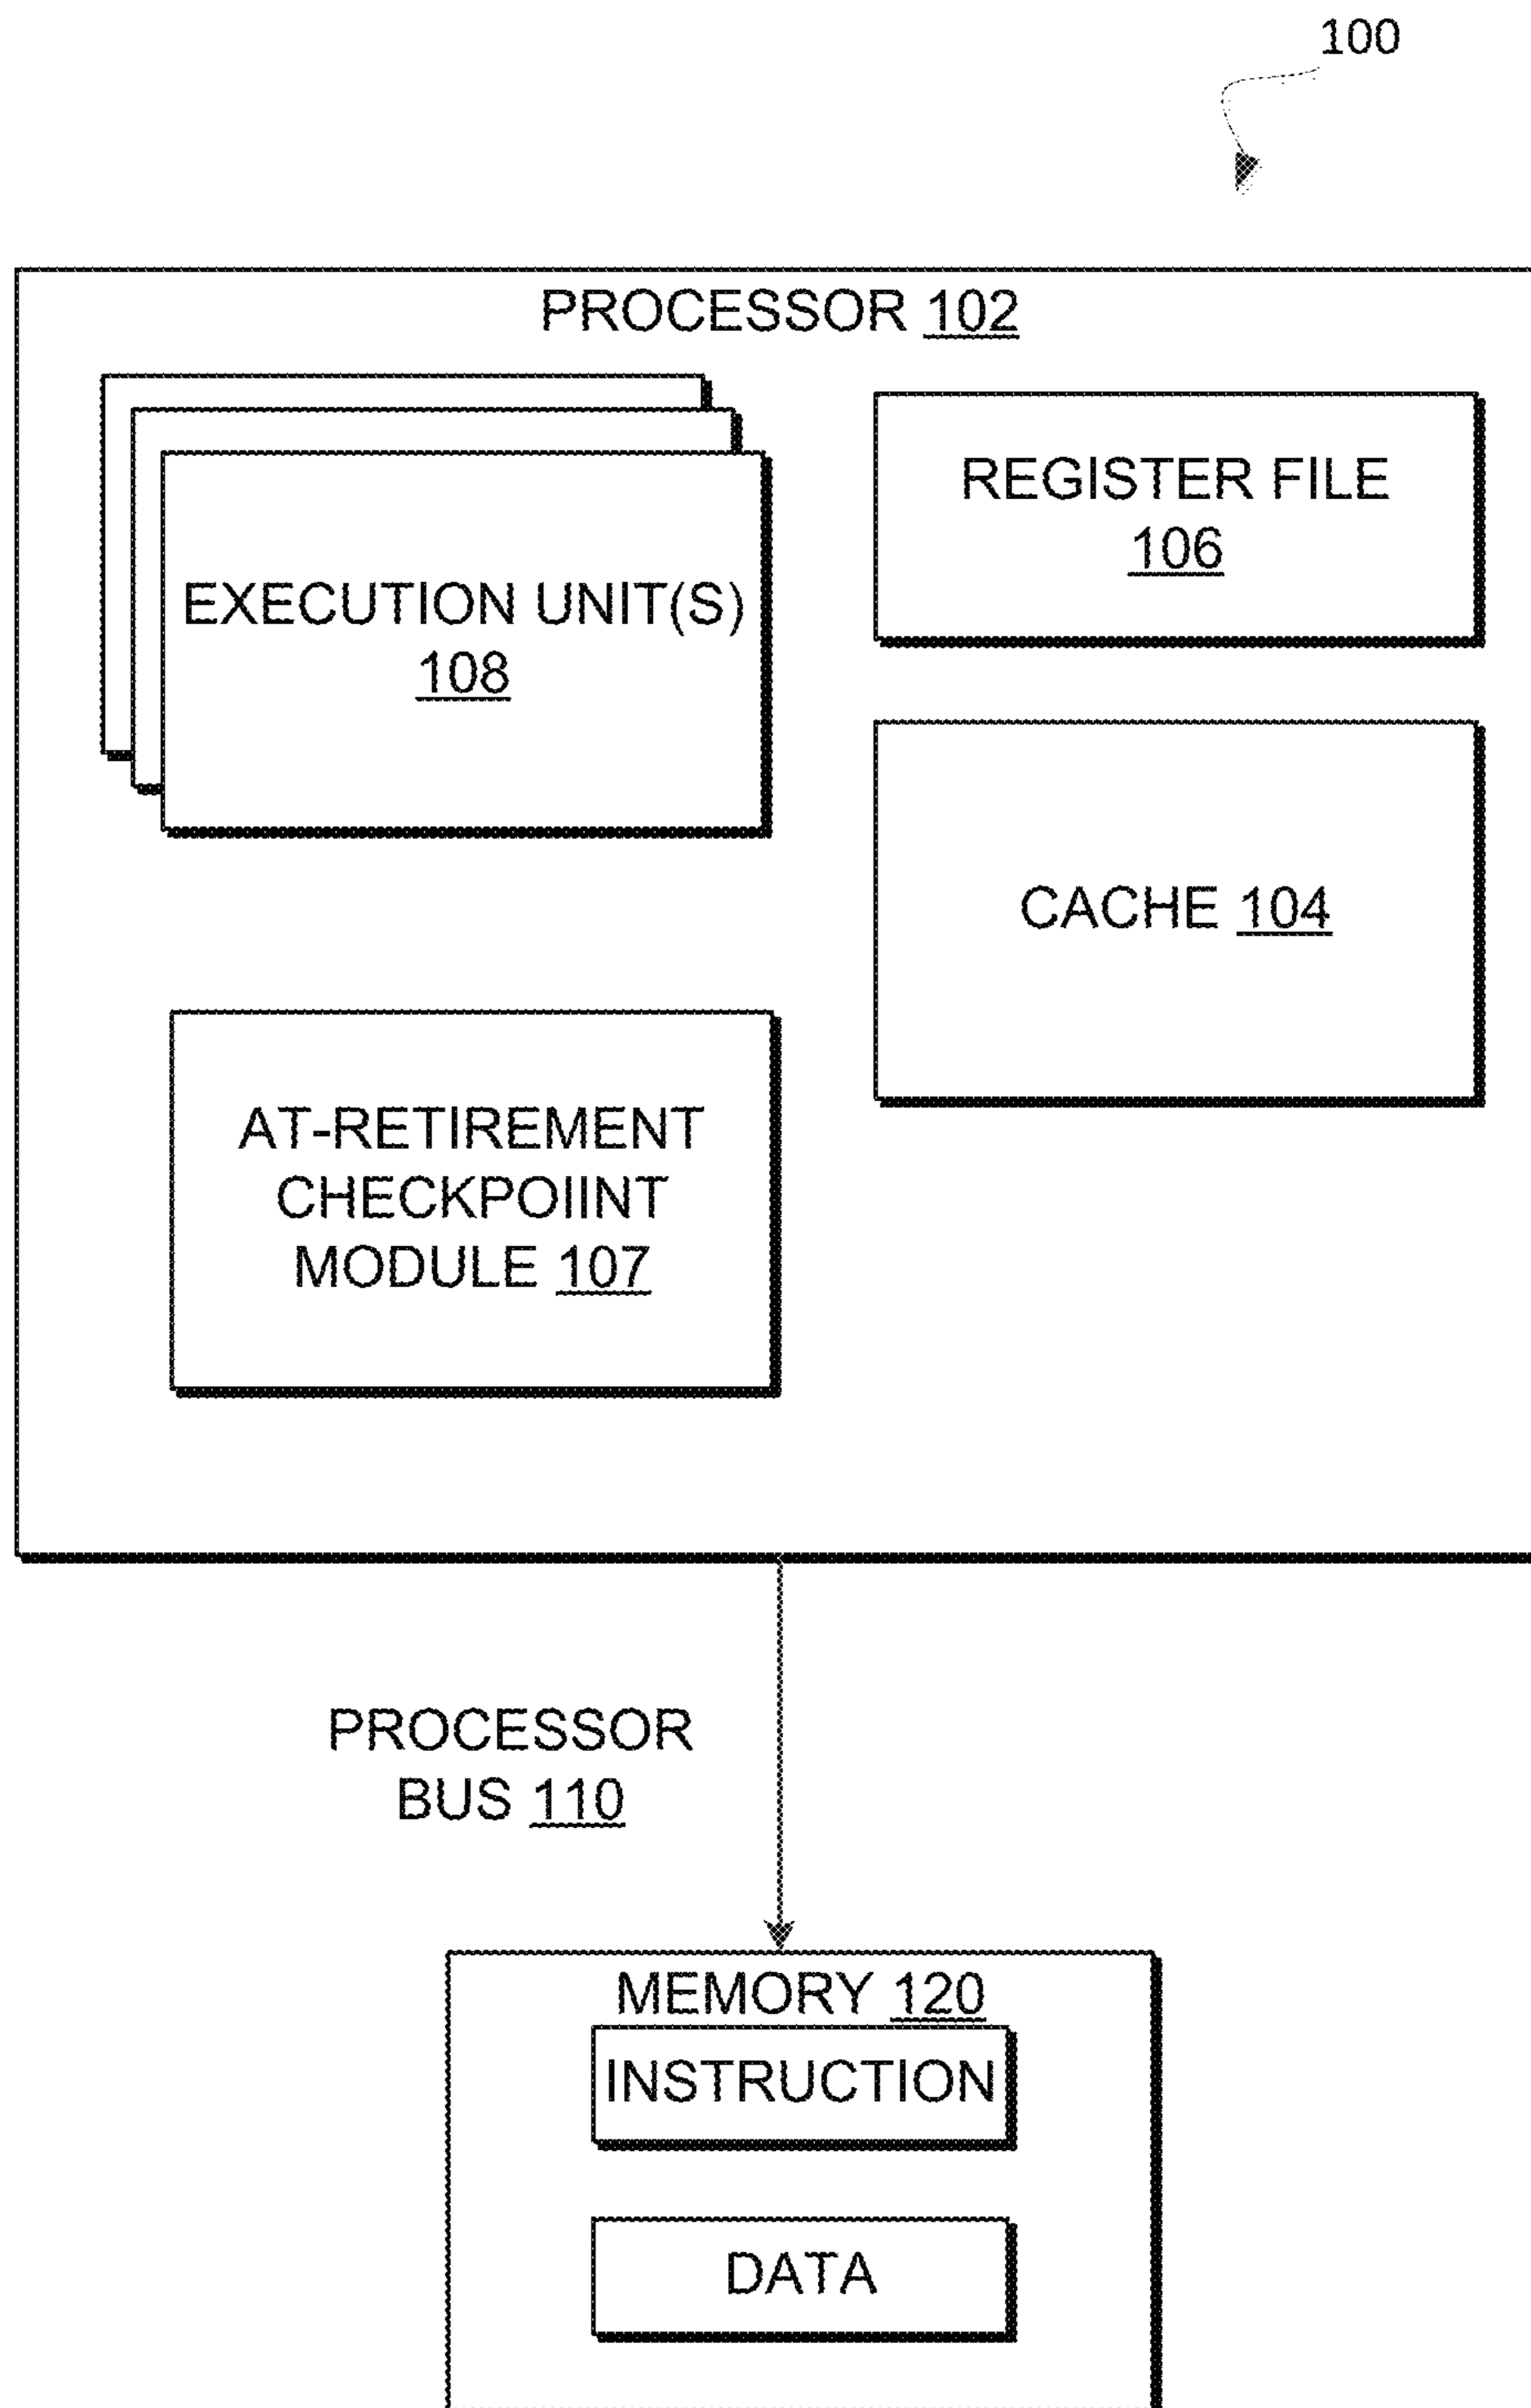 100
PROCESSOR 102
EXECUTION UNIT(S)
108
REGISTER FILE
106
CACHE 104
AT-RETIREMENT
CHECKPOIINT
MODULE 107
PROCESSOR
BUS 110
MEMORY 120
INSTRUCTION
DATA